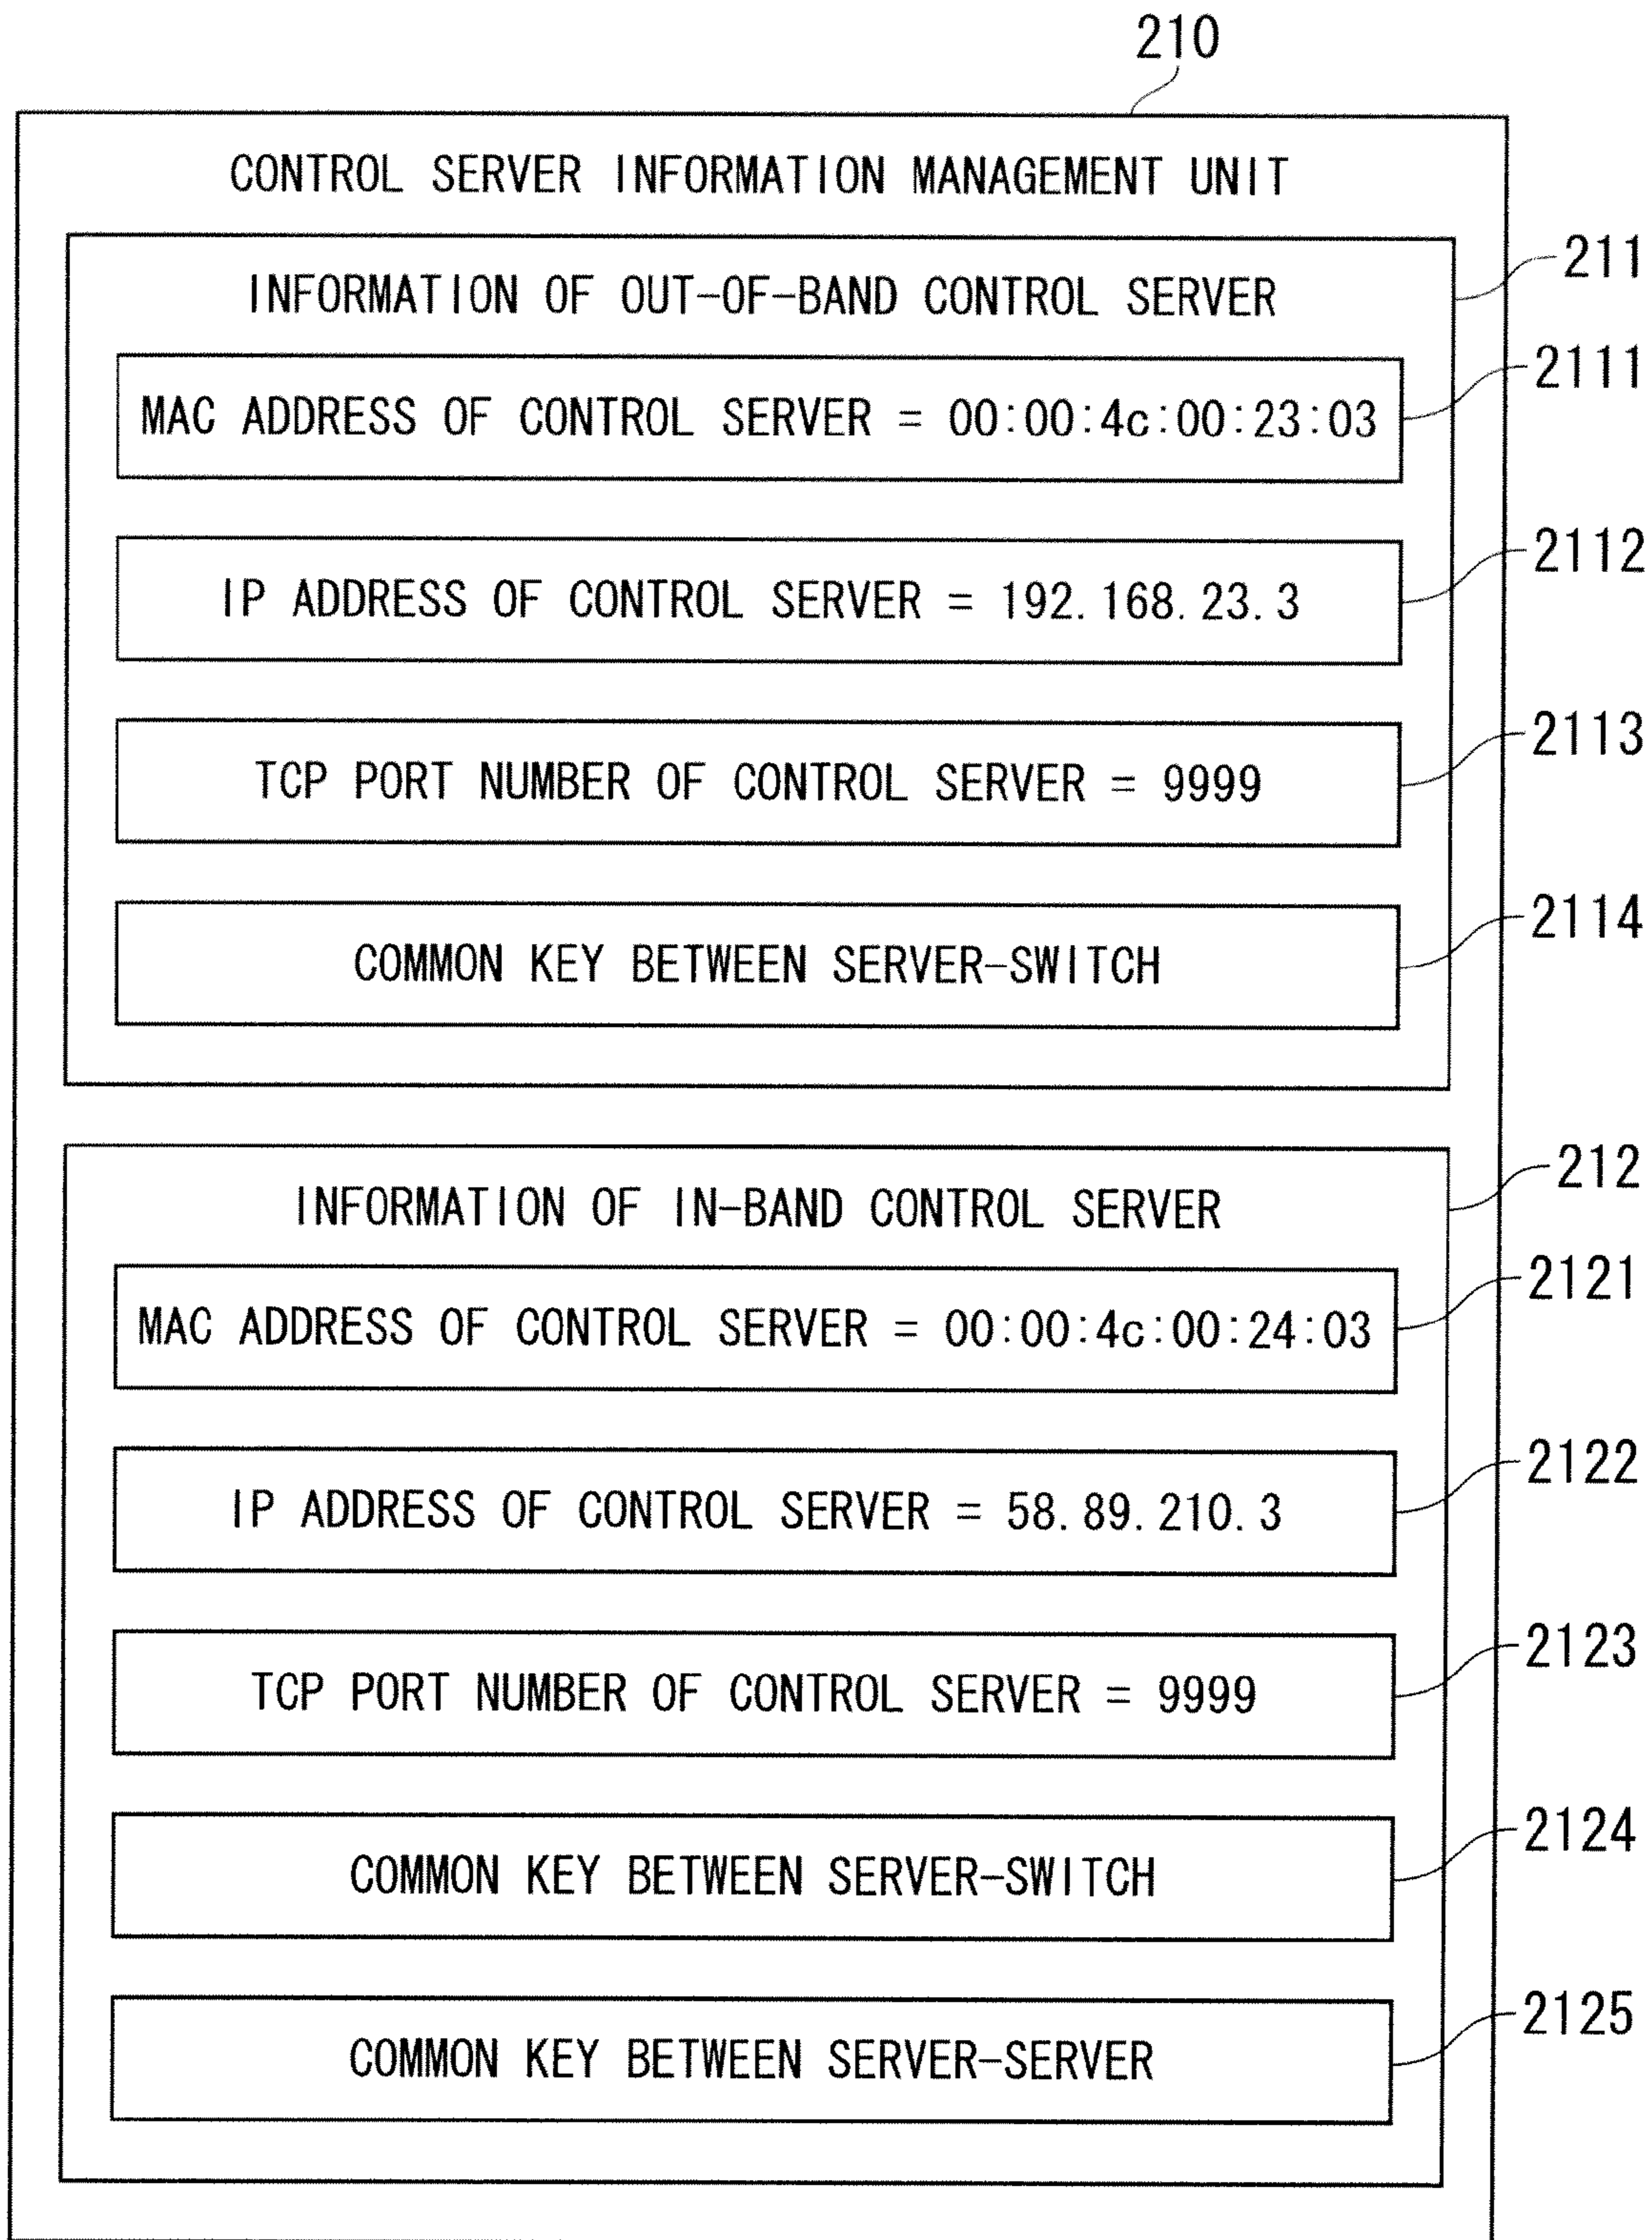 210
CONTROL SERVER INFORMATION MANAGEMENT UNIT
211
INFORMATION OF OUT-OF-BAND CONTROL SERVER
2111
MAC ADDRESS OF CONTROL SERVER = 00:00:4c:00:23:03
2112
IP ADDRESS OF CONTROL SERVER = 192.168.23.3
2113
TCP PORT NUMBER OF CONTROL SERVER = 9999
2114
COMMON KEY BETWEEN SERVER-SWITCH
212
INFORMATION OF IN-BAND CONTROL SERVER
2121
MAC ADDRESS OF CONTROL SERVER = 00:00:4c:00:24:03
2122
IP ADDRESS OF CONTROL SERVER = 58.89.210.3
2123
TCP PORT NUMBER OF CONTROL SERVER = 9999
2124
COMMON KEY BETWEEN SERVER-SWITCH
2125
COMMON KEY BETWEEN SERVER-SERVER